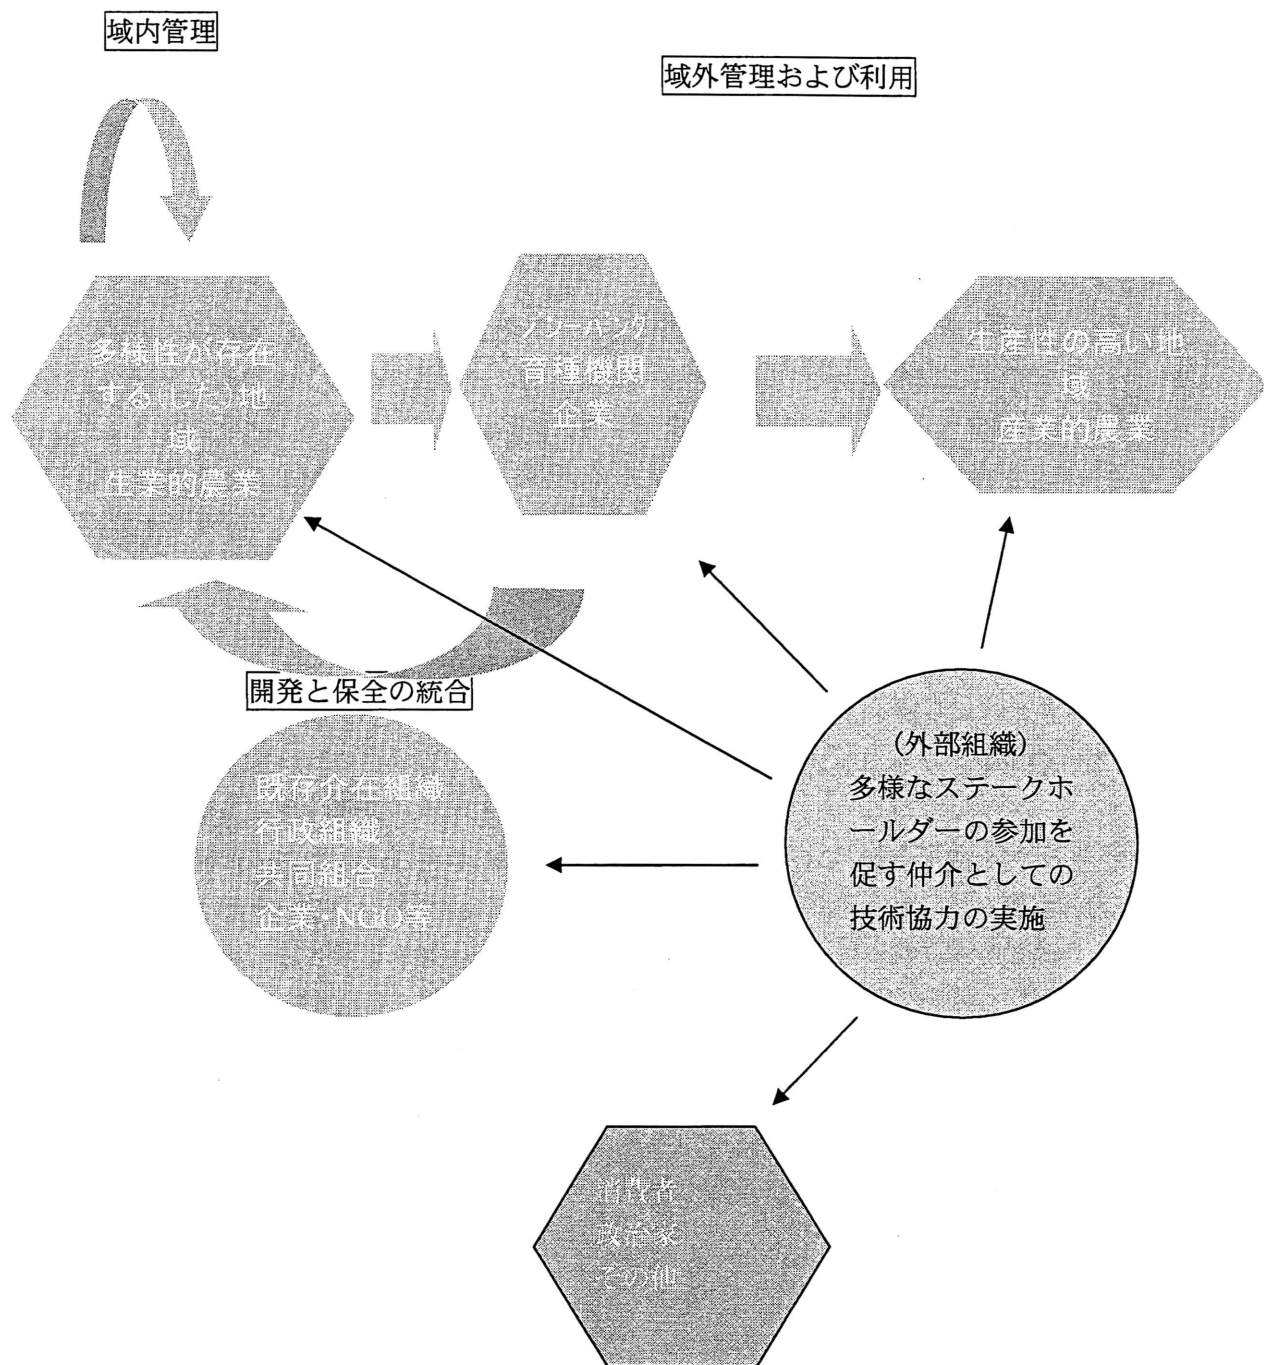 域内管理
域外管理および利用
多様性が存在
する(した)地
域
生業的農業
ジーンバンク
育種機関
企業
生産性の高い地
域
産業的農業
開発と保全の統合
既存介在組織
行政組織
共同組合
企業・NGO等
（外部組織）
多様なステークホ
ールダーの参加を
促す仲介としての
技術協力の実施
消費者
政治家
その他